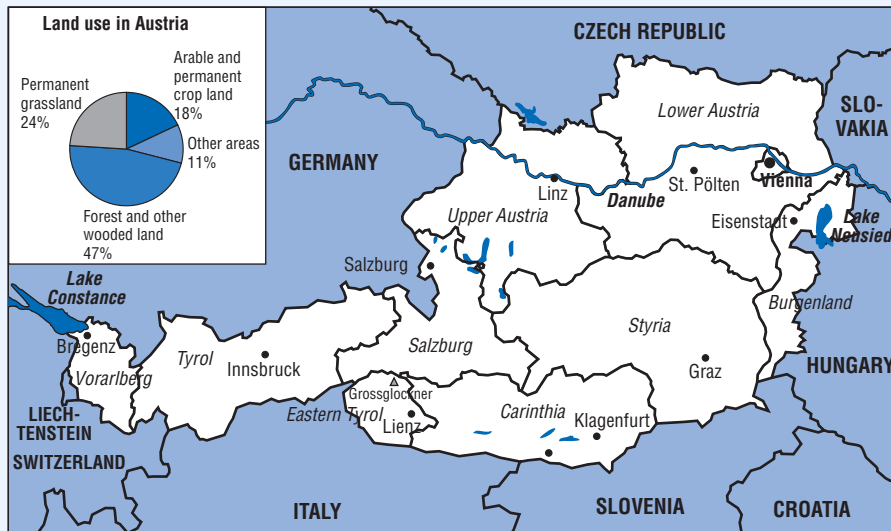 Land use in Austria
Arable and
permanent
crop land
18%
Permanent
grassland
24%
Other areas
11%
Forest and other
wooded land
47%
CZECH REPUBLIC
SLO-
VAKIA
GERMANY
Lower Austria
Linz
Danube
St. Pölten
Vienna
Upper Austria
Eisenstadt
Lake
Neusied
Salzburg
Lake
Constance
Burgenland
Bregenz
Tyrol
Styria
Innsbruck
Salzburg
Vorarlberg
Graz
HUNGARY
Grossglockner
Eastern Tyrol
Lienz
Carinthia
Klagenfurt
LIECH-
TENSTEIN
SWITZERLAND
ITALY
SLOVENIA
CROATIA